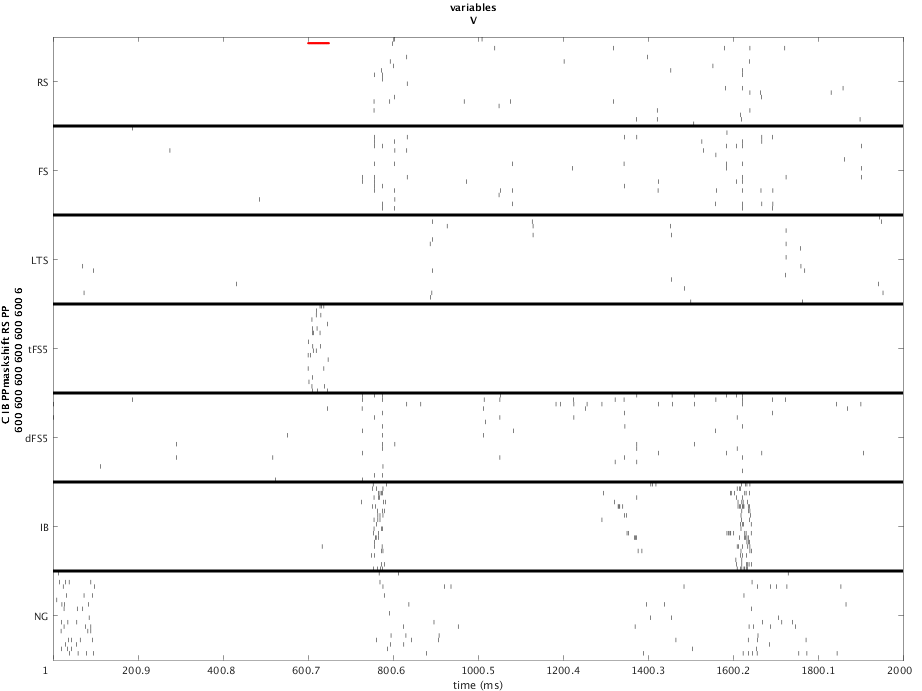 variables
V
RS
FS
LTS
tFS5
dFS5
IB
NG
C IB PPmaskshift RS PP
600 600 600 600 600 600 600 6
1
200.9
400.8
600.7
800.6
1000.5
1200.4
1400.3
1600.2
1800.1
2000
time (ms)